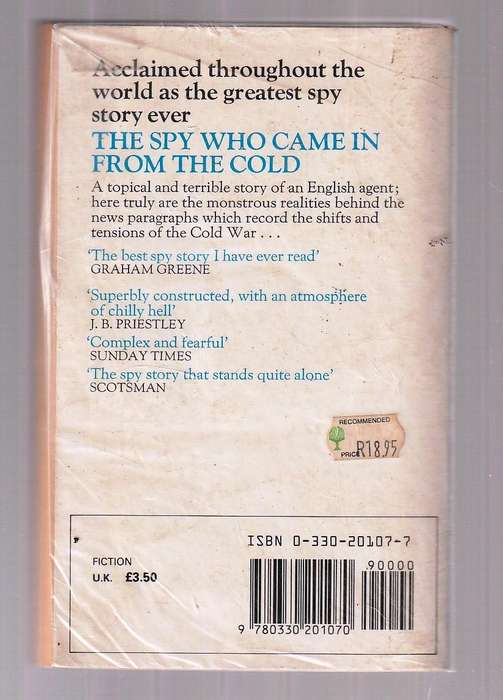 Acclaimed throughout the
world as the greatest spy
story ever
THE SPY WHO CAME IN
FROM THE COLD
A topical and terrible story of an English agent;
here truly are the monstrous realities behind the
news paragraphs which record the shifts and
tensions of the Cold War . . .
‘The best spy story I have ever read’
GRAHAM GREENE
‘Superbly constructed, with an atmosphere
of chilly hell’
J. B. PRIESTLEY
‘Complex and fearful’
SUNDAY TIMES
‘The spy story that stands quite alone’
SCOTSMAN
RECOMMENDED
PRICE R18.95
ISBN 0-330-20107-7
90000
FICTION
U.K. £3.50
9 780330 201070